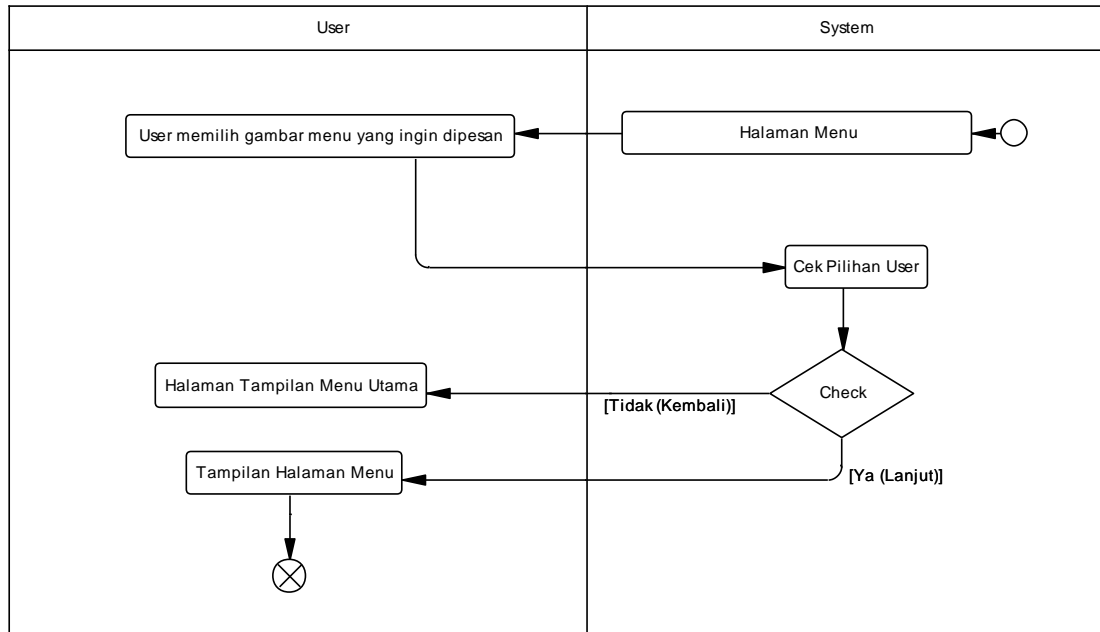 User
System
User memilih gambar menu yang ingin dipesan
Halaman Menu
Cek Pilihan User
Halaman Tampilan Menu Utama
[Tidak (Kembali)]
Check
Tampilan Halaman Menu
[Ya (Lanjut)]